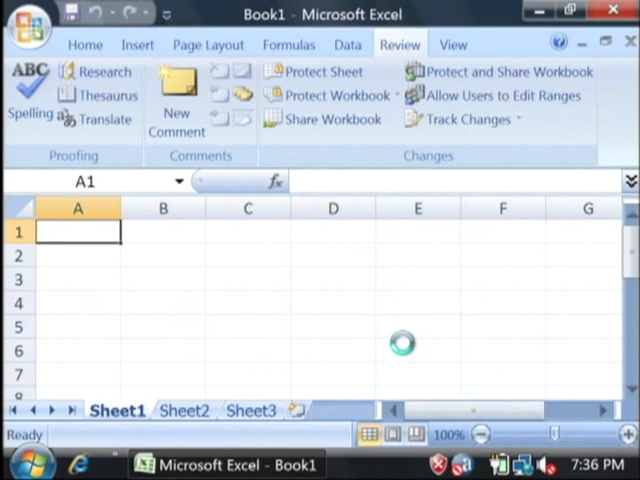 Book1 - Microsoft Excel
Home Insert Page Layout Formulas Data Review View
ABC
Spelling
Research
Thesaurus
Translate
Proofing
New
Comment
Comments
Protect Sheet
Protect Workbook
Share Workbook
Protect and Share Workbook
Allow Users to Edit Ranges
Track Changes
Changes
A1 fx
A B C D E F G
1
2
3
4
5
6
7
8
Sheet1 Sheet2 Sheet3
Ready 100%
Microsoft Excel - Book1 7:36 PM